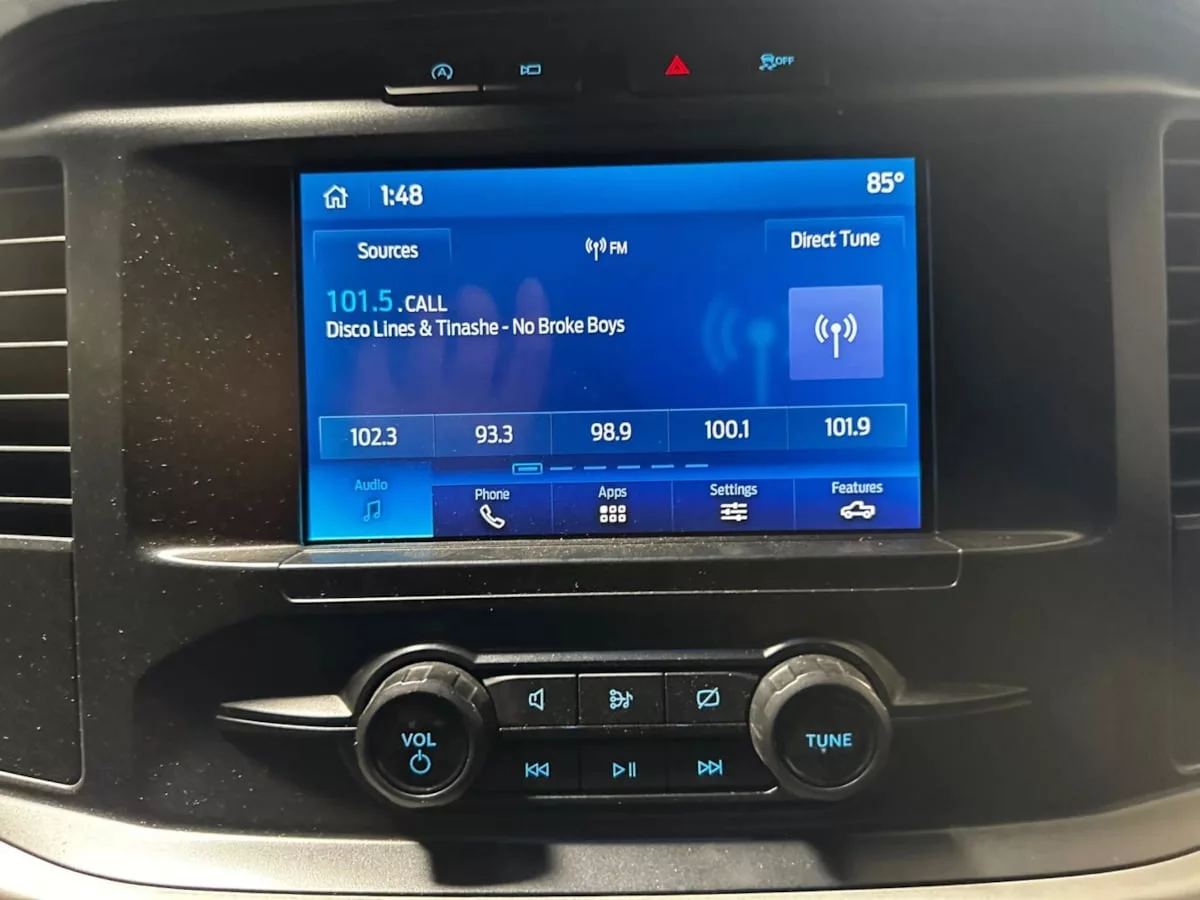 A
OFF
1:48
85°
Sources
FM
Direct Tune
101.5.CALL
Disco Lines & Tinashe - No Broke Boys
102.3 93.3 98.9 100.1 101.9
Audio Phone Apps Settings Features
VOL
TUNE